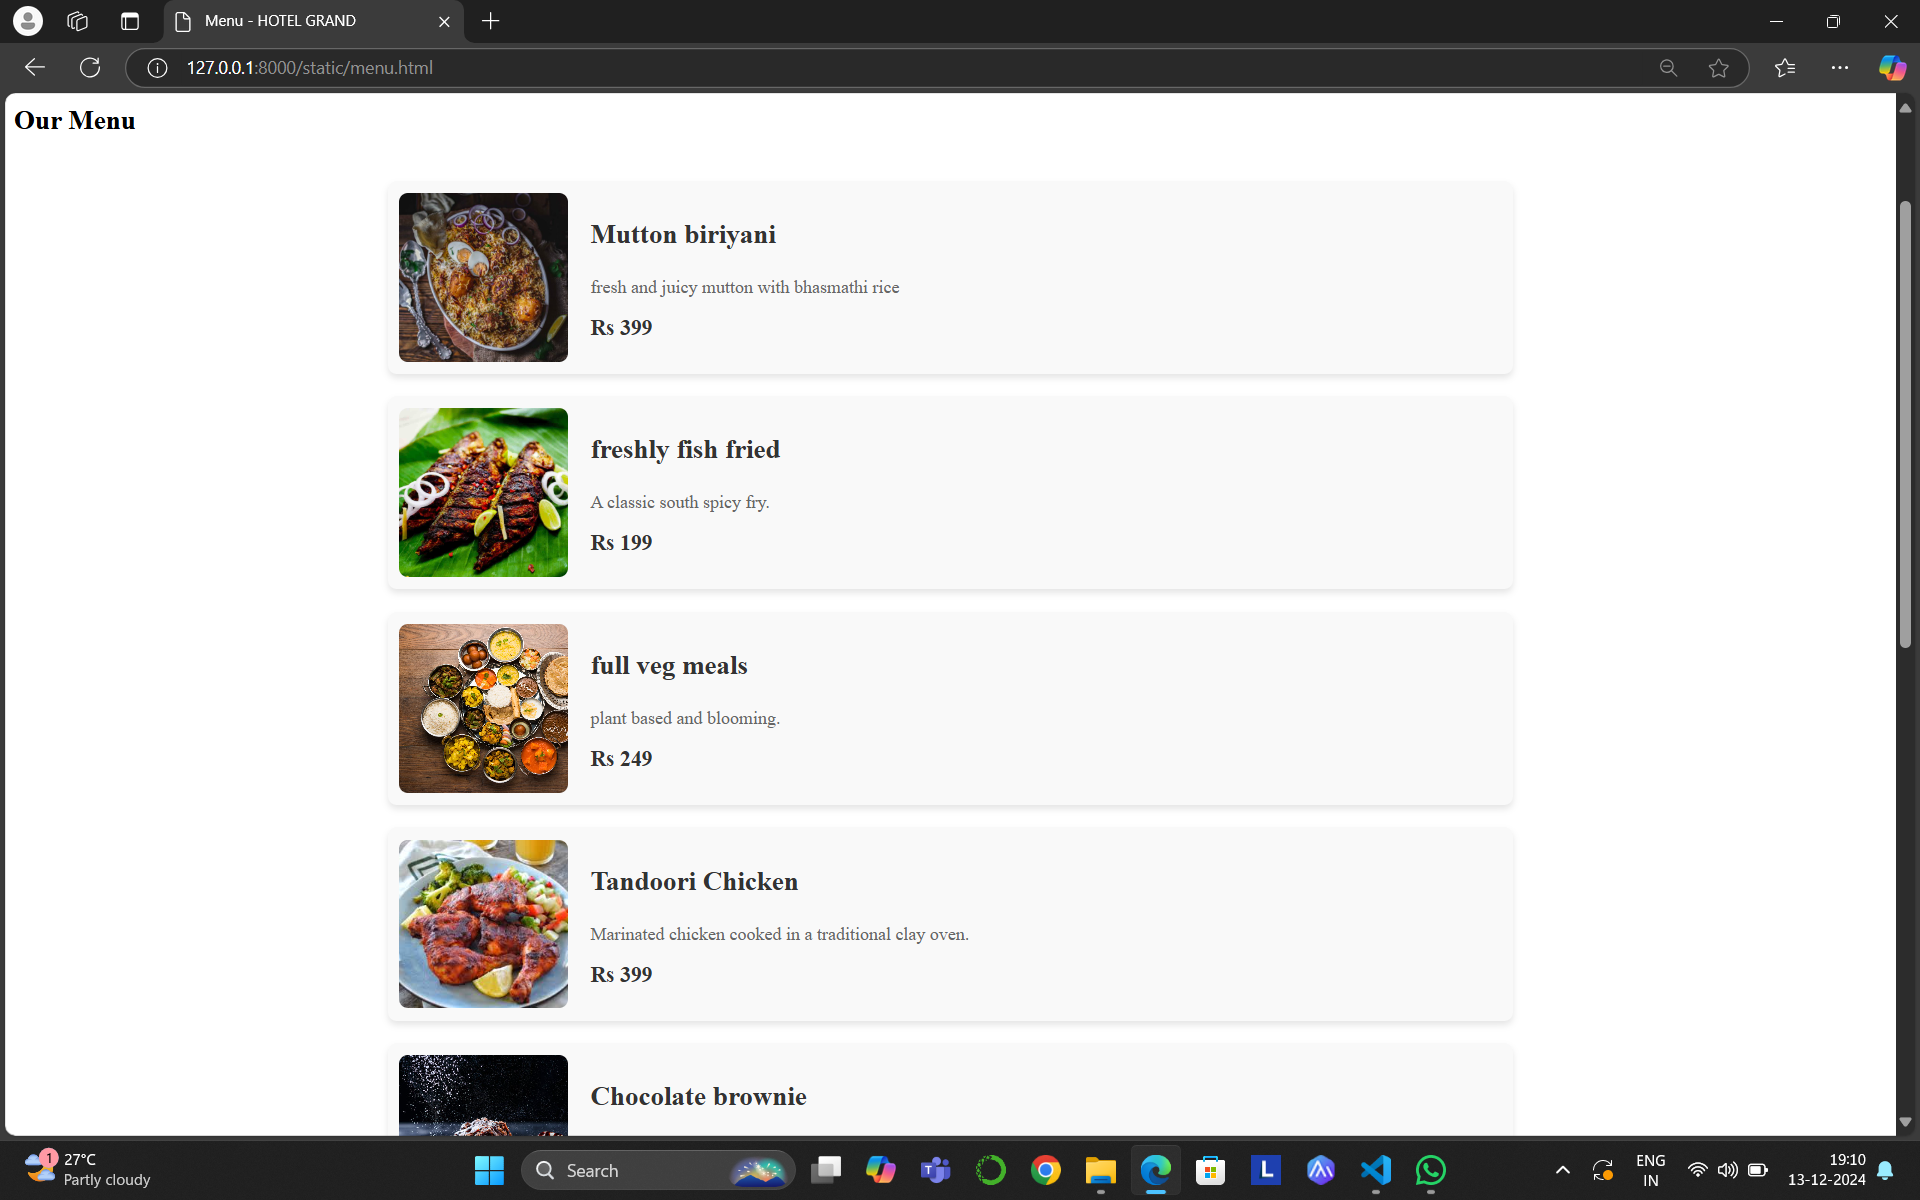 Menu - HOTEL GRAND
127.0.0.1:8000/static/menu.html
Our Menu
Mutton biriyani
fresh and juicy mutton with bhasmathi rice
Rs 399
freshly fish fried
A classic south spicy fry.
Rs 199
full veg meals
plant based and blooming.
Rs 249
Tandoori Chicken
Marinated chicken cooked in a traditional clay oven.
Rs 399
Chocolate brownie
1
27°C
Partly cloudy
Search
L
ENG
IN
19:10
13-12-2024